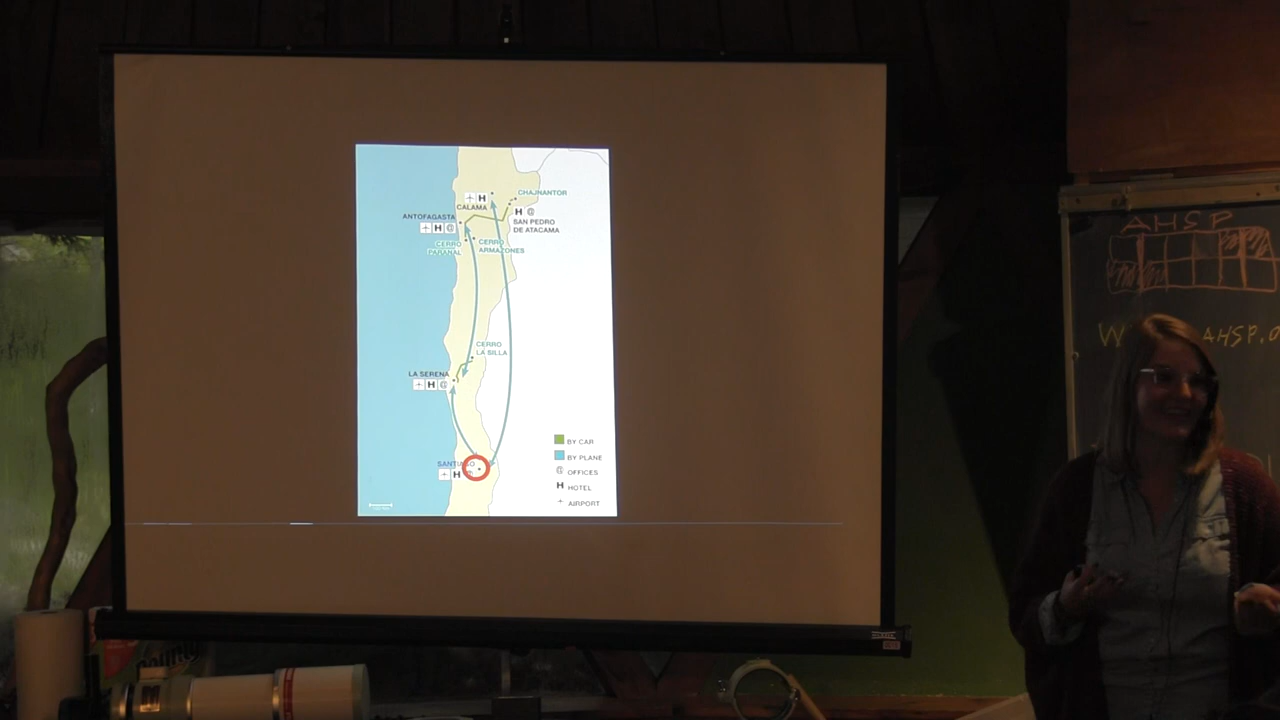 CHAJNANTOR
H
CALAMA
ANTOFAGASTA
H @
H @
SAN PEDRO
DE ATACAMA
CERRO
PARANAL
CERRO
ARMAZONES
CERRO
LA SILLA
LA SERENA
H @
H
BY CAR
BY PLANE
@ OFFICES
H HOTEL
+ AIRPORT
AHSP
AHSP.O